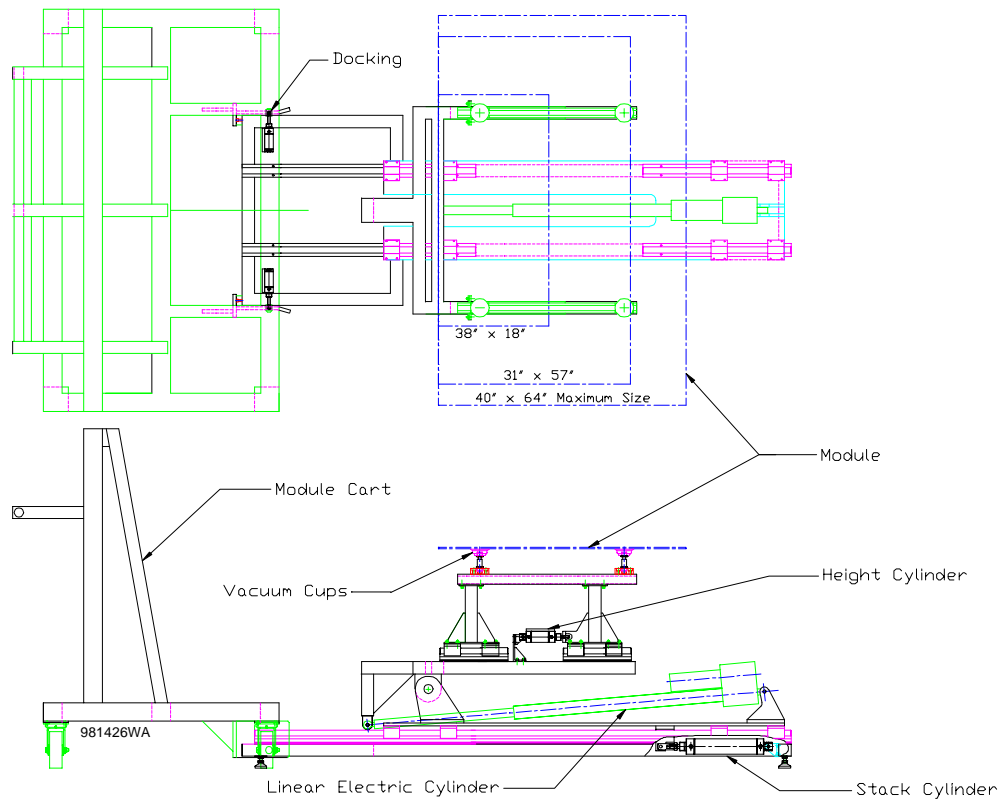 Docking
38" x 18"
31" x 57"
40" x 64" Maximum Size
Module
Module Cart
Vacuum Cups
Height Cylinder
981426WA
Linear Electric Cylinder
Stack Cylinder